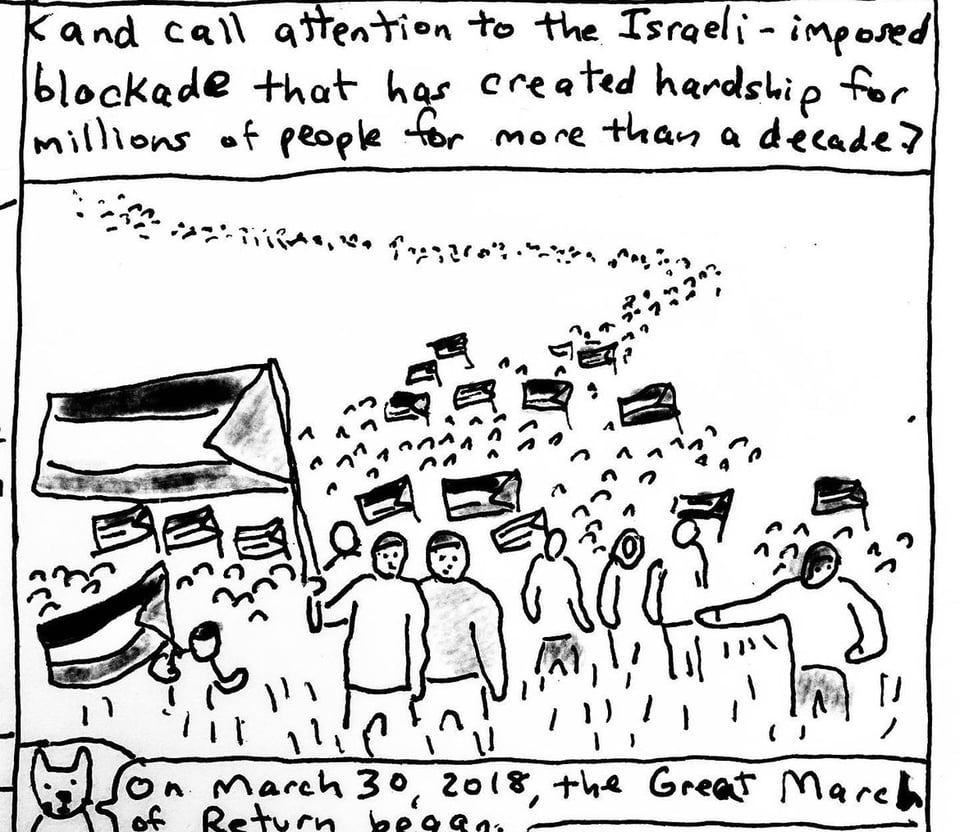 and call attention to the Israeli-imposed
blockade that has created hardship for
millions of people for more than a decade?
On March 30, 2018, the Great March
of Return began.